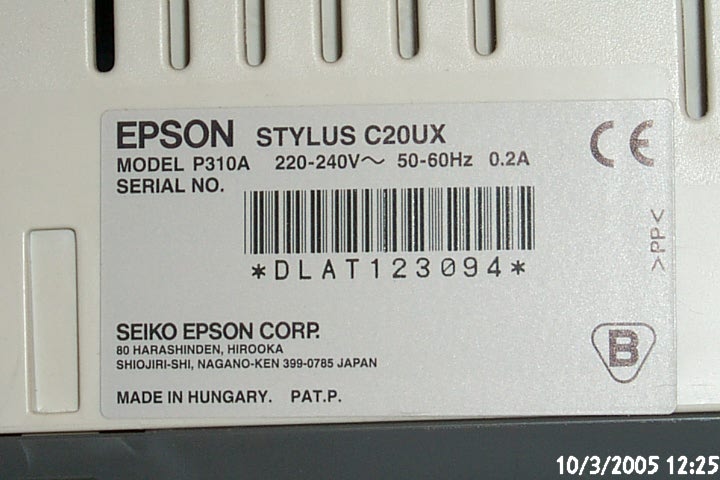 EPSON STYLUS C20UX
MODEL P310A 220-240V～ 50-60Hz 0.2A
SERIAL NO.
*DLAT123094*
>PP<
SEIKO EPSON CORP.
80 HARASHINDEN, HIROOKA
SHIOJIRI-SHI, NAGANO-KEN 399-0785 JAPAN
B
MADE IN HUNGARY. PAT.P.
CE
10/3/2005 12:25